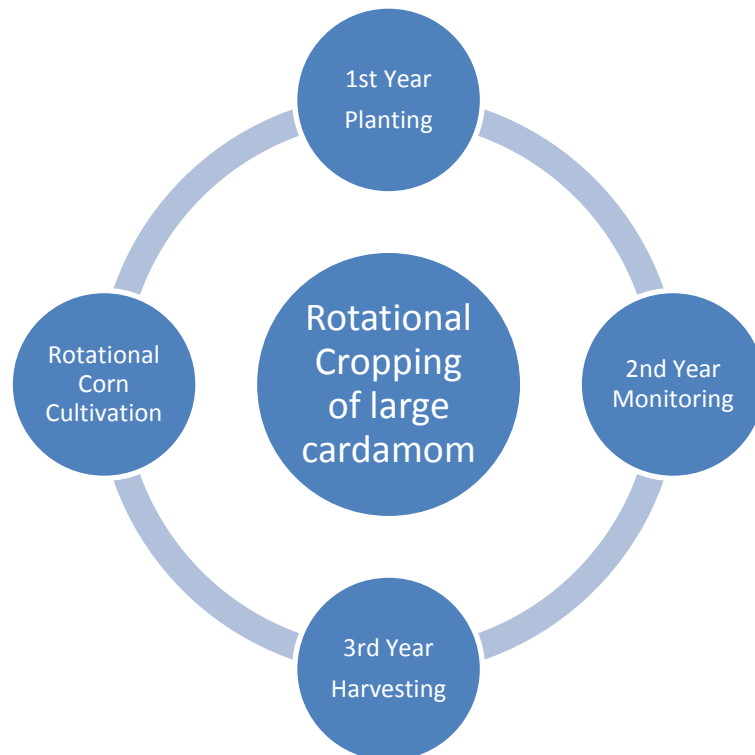 1st Year
Planting
Rotational
Cropping
of large
cardamom
2nd Year
Monitoring
3rd Year
Harvesting
Rotational
Corn
Cultivation